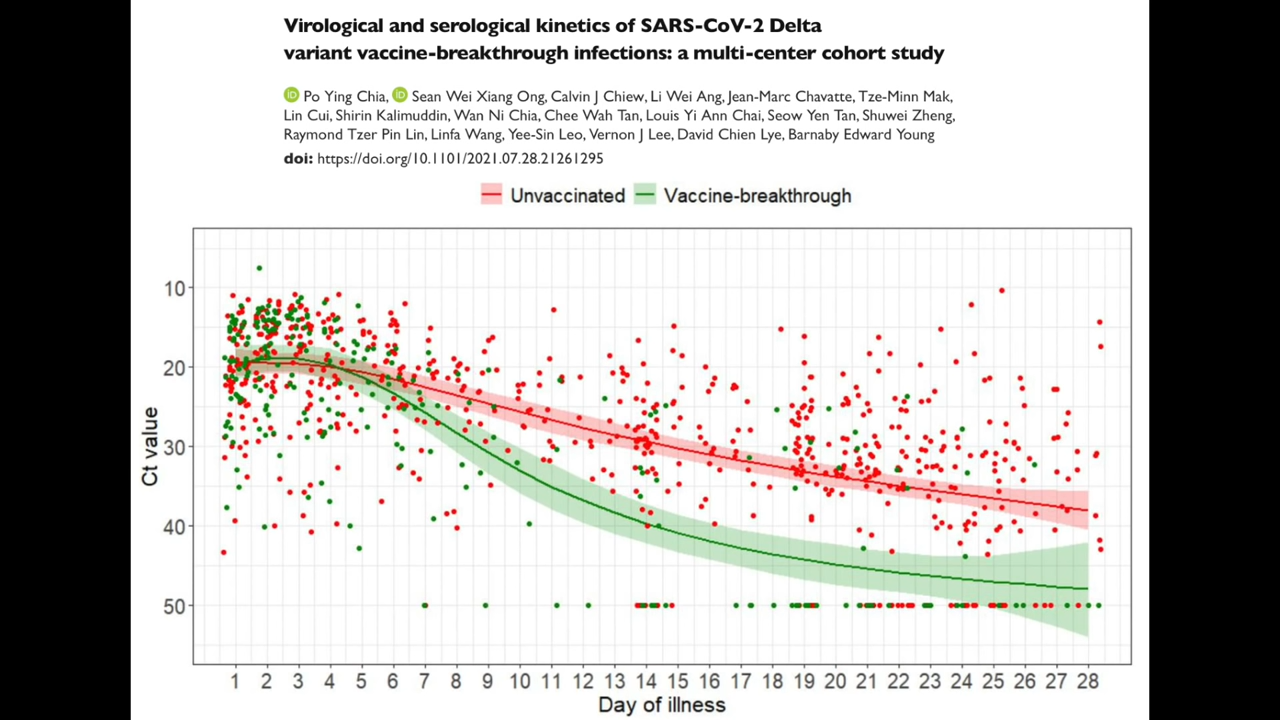 Virological and serological kinetics of SARS-CoV-2 Delta
variant vaccine-breakthrough infections: a multi-center cohort study
iD Po Ying Chia, iD Sean Wei Xiang Ong, Calvin J Chiew, Li Wei Ang, Jean-Marc Chavatte, Tze-Minn Mak,
Lin Cui, Shirin Kalimuddin, Wan Ni Chia, Chee Wah Tan, Louis Yi Ann Chai, Seow Yen Tan, Shuwei Zheng,
Raymond Tzer Pin Lin, Linfa Wang, Yee-Sin Leo, Vernon J Lee, David Chien Lye, Barnaby Edward Young
doi: https://doi.org/10.1101/2021.07.28.21261295
Unvaccinated Vaccine-breakthrough
10
20
30
40
50
Ct value
1 2 3 4 5 6 7 8 9 10 11 12 13 14 15 16 17 18 19 20 21 22 23 24 25 26 27 28
Day of illness